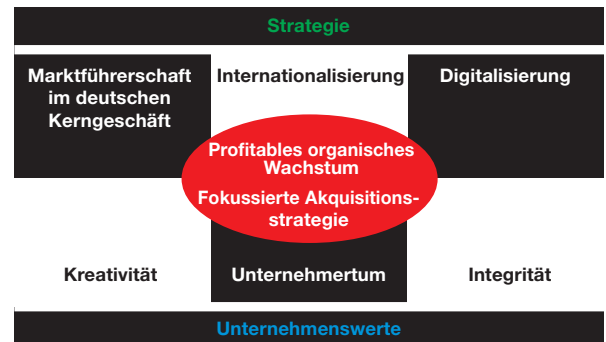 Strategie
Marktführerschaft
im deutschen
Kerngeschäft
Internationalisierung
Digitalisierung
Profitables organisches
Wachstum
Fokussierte Akquisitions-
strategie
Kreativität
Unternehmertum
Integrität
Unternehmenswerte